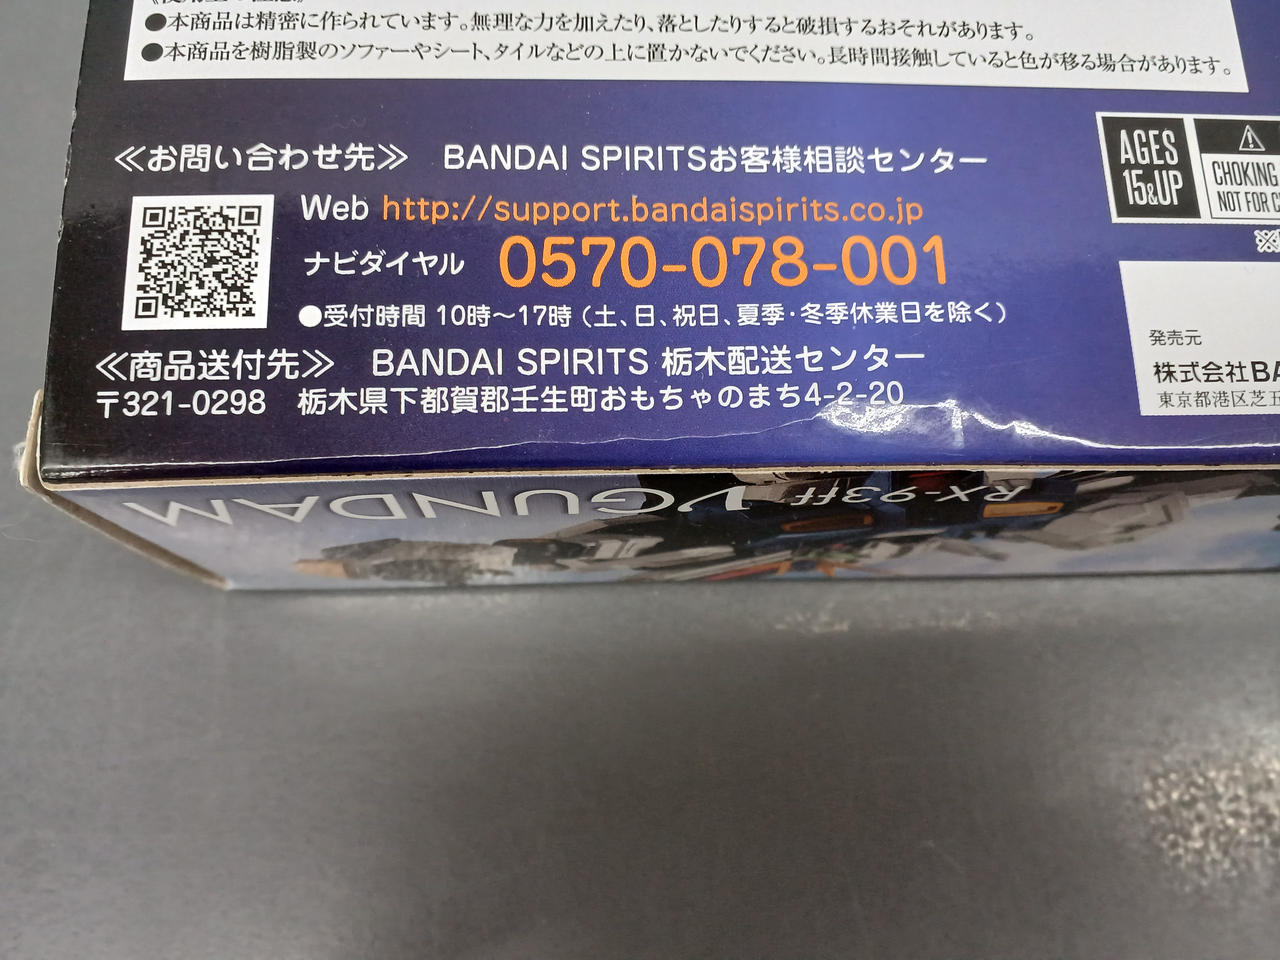 ●本商品は精密に作られています。無理な力を加えたり、落としたりすると破損するおそれがあります。
●本商品を樹脂製のソファーやシート、タイルなどの上に置かないでください。長時間接触していると色が移る場合があります。
≪お問い合わせ先≫ BANDAI SPIRITSお客様相談センター
Web http://support.bandaispirits.co.jp
ナビダイヤル 0570-078-001
●受付時間 10時～17時（土、日、祝日、夏季・冬季休業日を除く）
≪商品送付先≫ BANDAI SPIRITS 栃木配送センター
〒321-0298 栃木県下都賀郡壬生町おもちゃのまち4-2-20
AGES
15&UP
CHOKING
NOT FOR
発売元
株式会社BA
東京都港区芝五
RX-93ff νGUNDAM